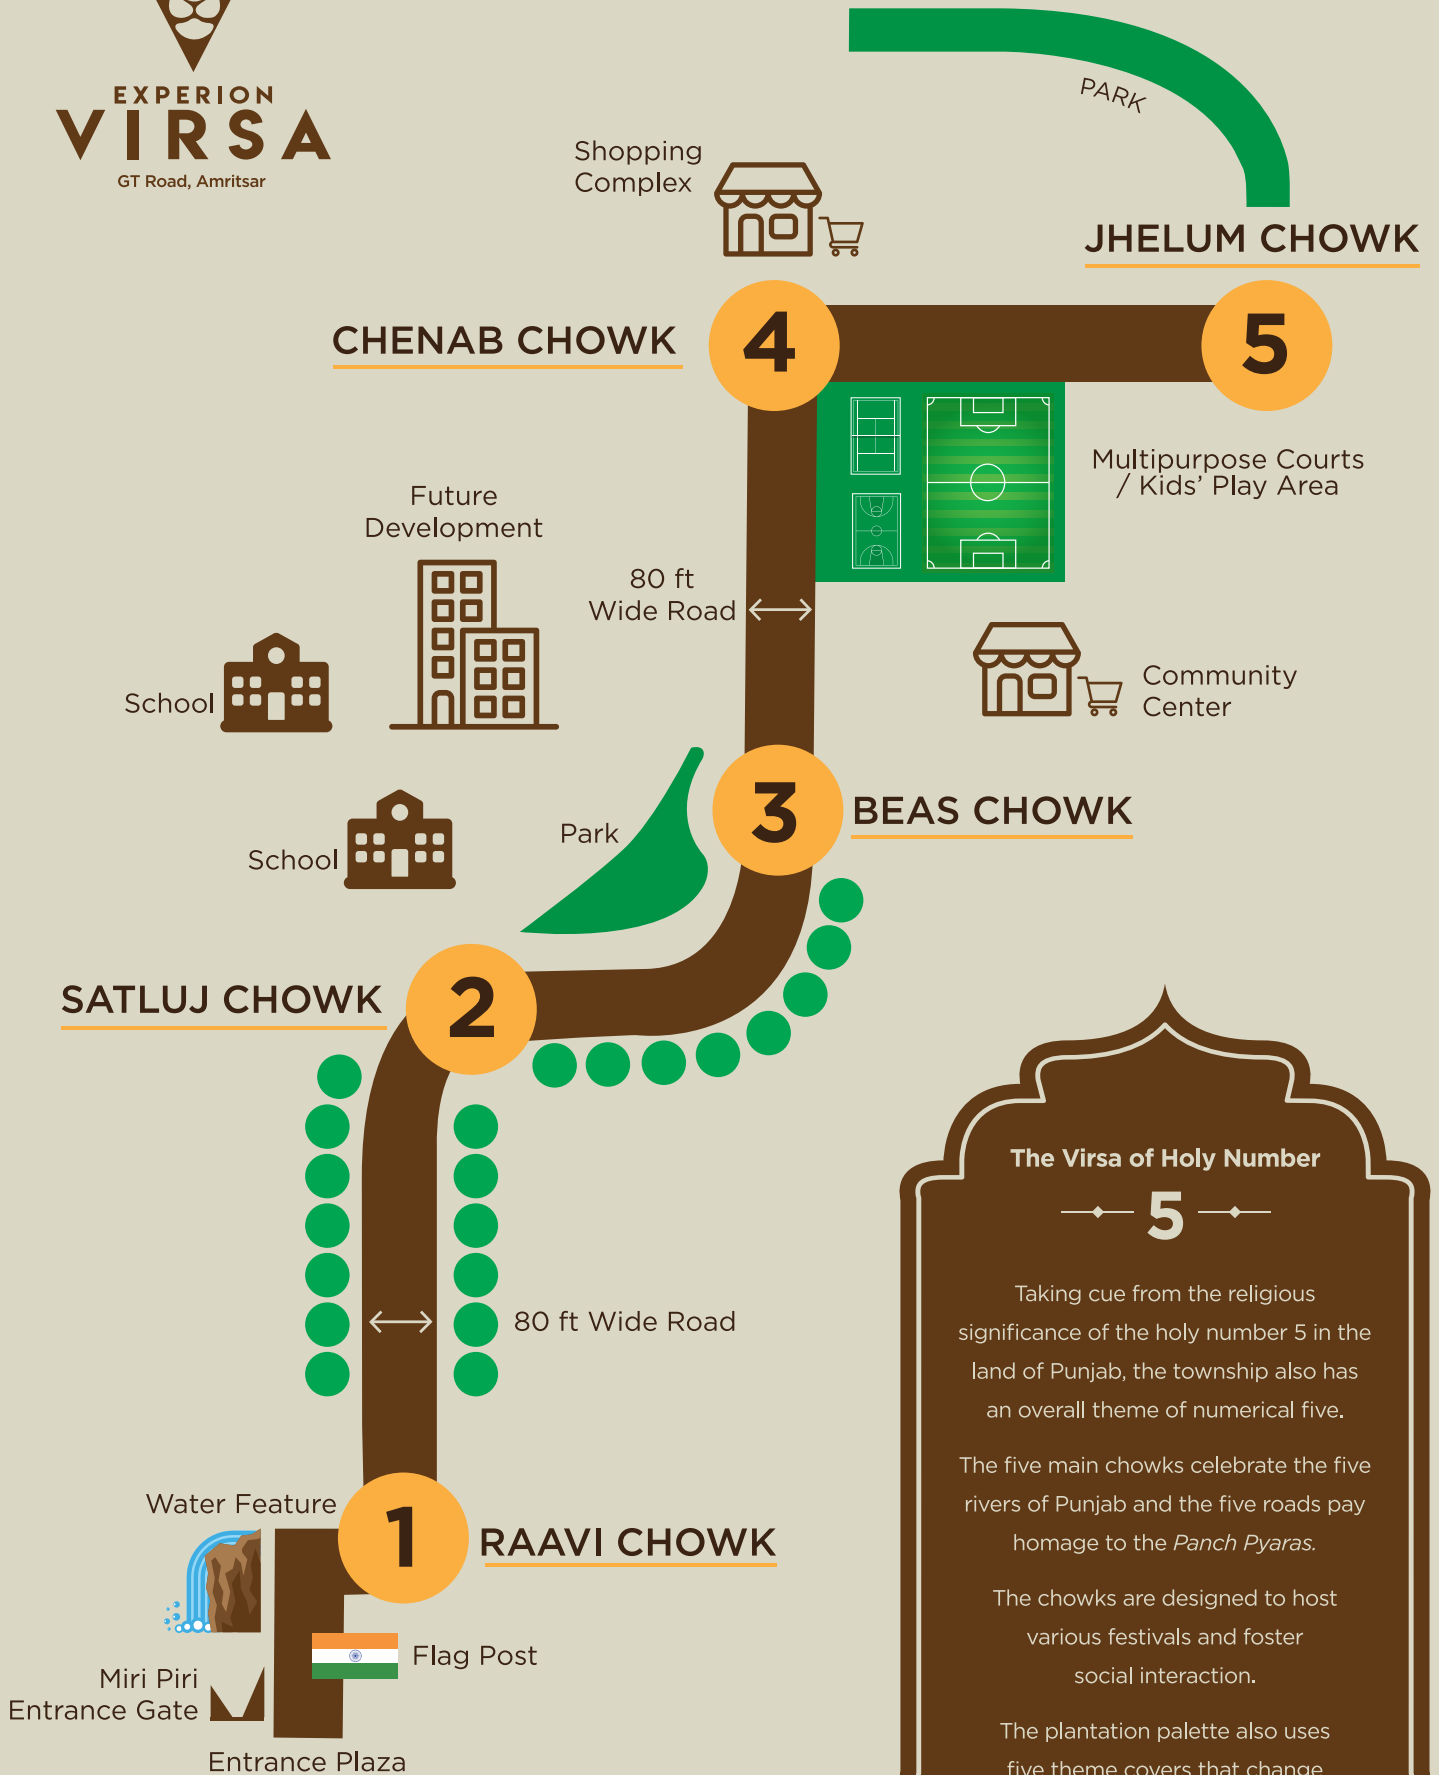 EXPERION
VIRSA
GT Road, Amritsar
PARK
Shopping
Complex
JHELUM CHOWK
CHENAB CHOWK
4
5
Multipurpose Courts
/ Kids' Play Area
Future
Development
80 ft
Wide Road
School
Community
Center
School
Park
3
BEAS CHOWK
SATLUJ CHOWK
2
80 ft Wide Road
Water Feature
1
RAAVI CHOWK
Flag Post
Miri Piri
Entrance Gate
Entrance Plaza
The Virsa of Holy Number
5
Taking cue from the religious
significance of the holy number 5 in the
land of Punjab, the township also has
an overall theme of numerical five.
The five main chowks celebrate the five
rivers of Punjab and the five roads pay
homage to the Panch Pyaras.
The chowks are designed to host
various festivals and foster
social interaction.
The plantation palette also uses
five theme covers that change